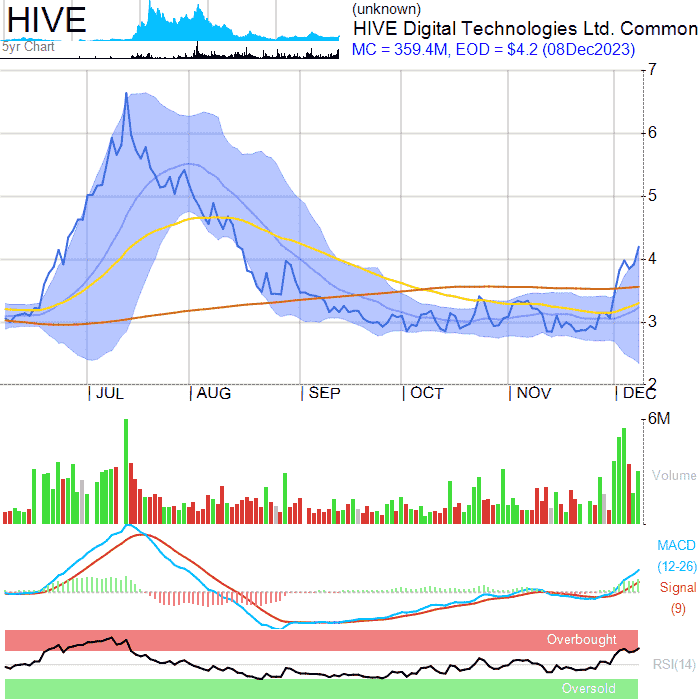 HIVE
5yr Chart
(unknown)
HIVE Digital Technologies Ltd. Common
MC = 359.4M, EOD = $4.2 (08Dec2023)
7
6
5
4
3
2
JUL AUG SEP OCT NOV DEC
6M
Volume
MACD
(12-26)
Signal
(9)
Overbought
RSI(14)
Oversold